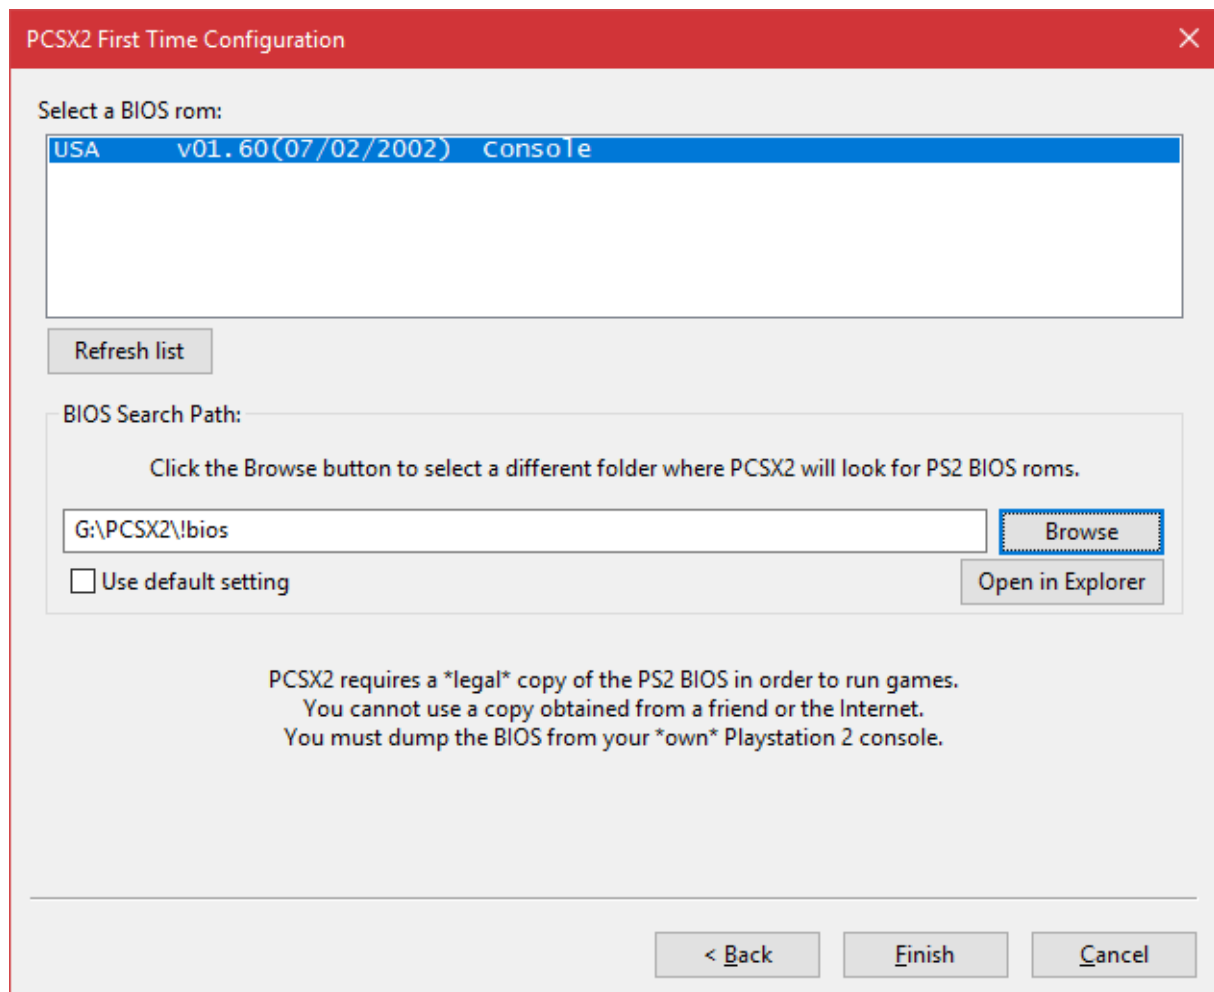 PCSX2 First Time Configuration
Select a BIOS rom:
USA v01.60(07/02/2002) Console
Refresh list
BIOS Search Path:
Click the Browse button to select a different folder where PCSX2 will look for PS2 BIOS roms.
G:\PCSX2\!bios
Browse
Use default setting
Open in Explorer
PCSX2 requires a *legal* copy of the PS2 BIOS in order to run games.
You cannot use a copy obtained from a friend or the Internet.
You must dump the BIOS from your *own* Playstation 2 console.
< Back
Finish
Cancel